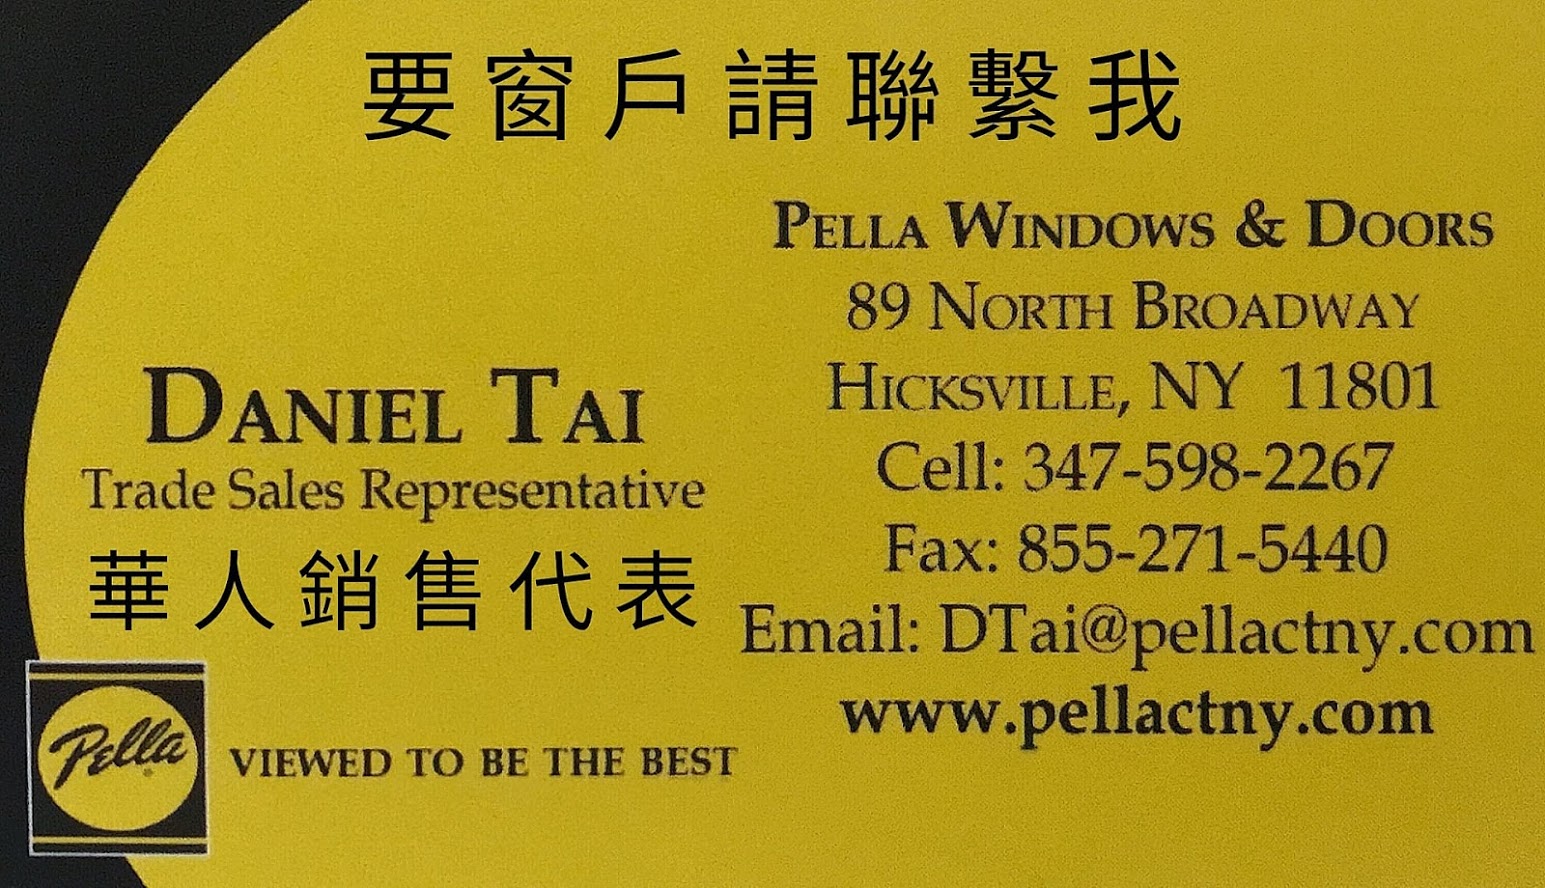 要窗戶請聯繫我
PELLA WINDOWS & DOORS
89 NORTH BROADWAY
HICKSVILLE, NY 11801
Cell: 347-598-2267
Fax: 855-271-5440
Email: DTai@pellactny.com
www.pellactny.com
DANIEL TAI
Trade Sales Representative
華人銷售代表
Pella
VIEWED TO BE THE BEST